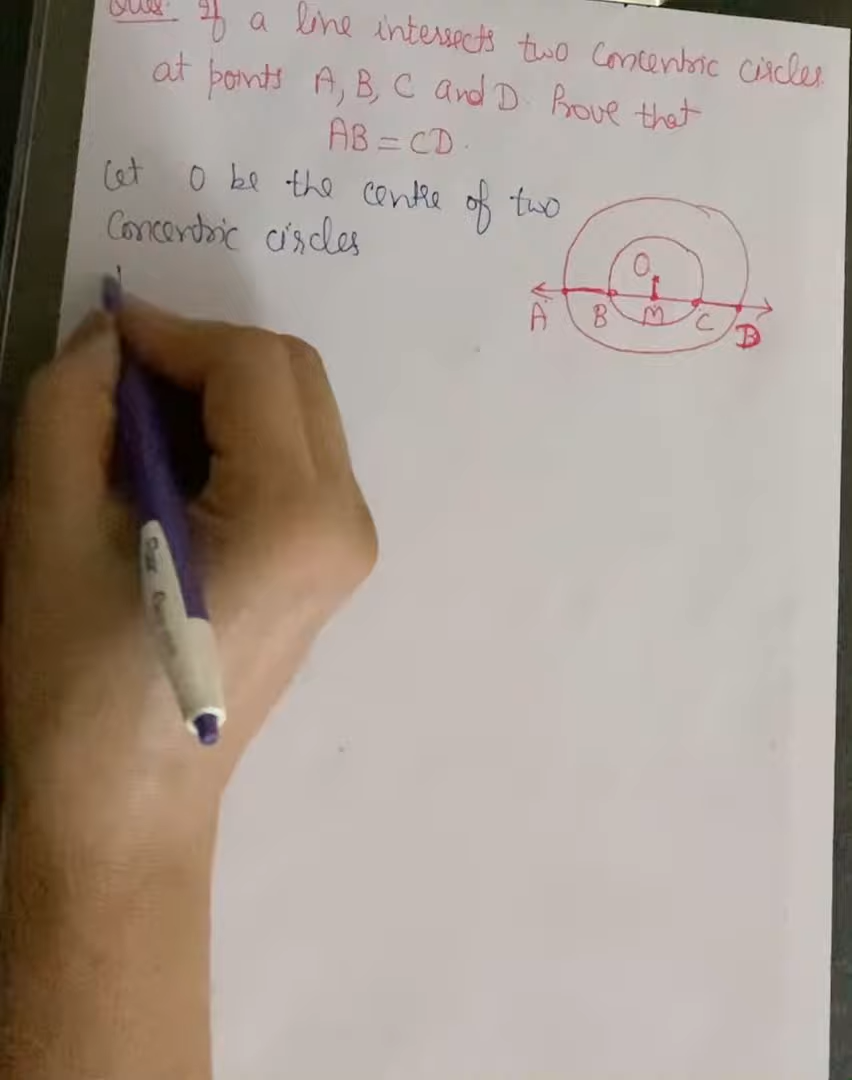 Ques. If a line intersects two Concentric circles
at points A, B, C and D. Prove that
AB = CD.
Let O be the centre of two
Concentric circles
O
A B M C D